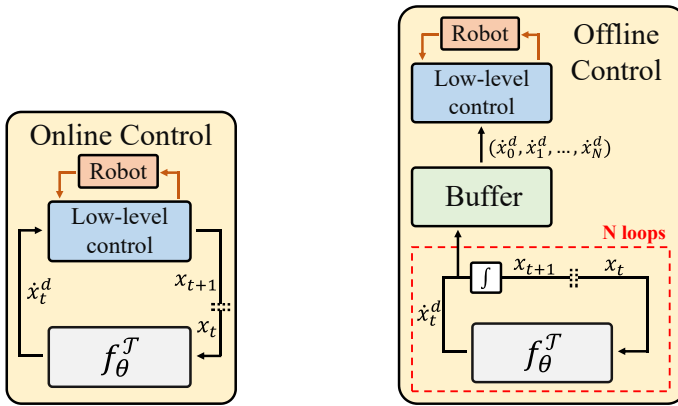 Online Control
Robot
Low-level
control
ẋ_t^d
x_{t+1}
x_t
f_θ^𝒯
Offline
Control
Robot
Low-level
control
(ẋ_0^d, ẋ_1^d, ..., ẋ_N^d)
Buffer
N loops
∫
x_{t+1}
x_t
ẋ_t^d
f_θ^𝒯